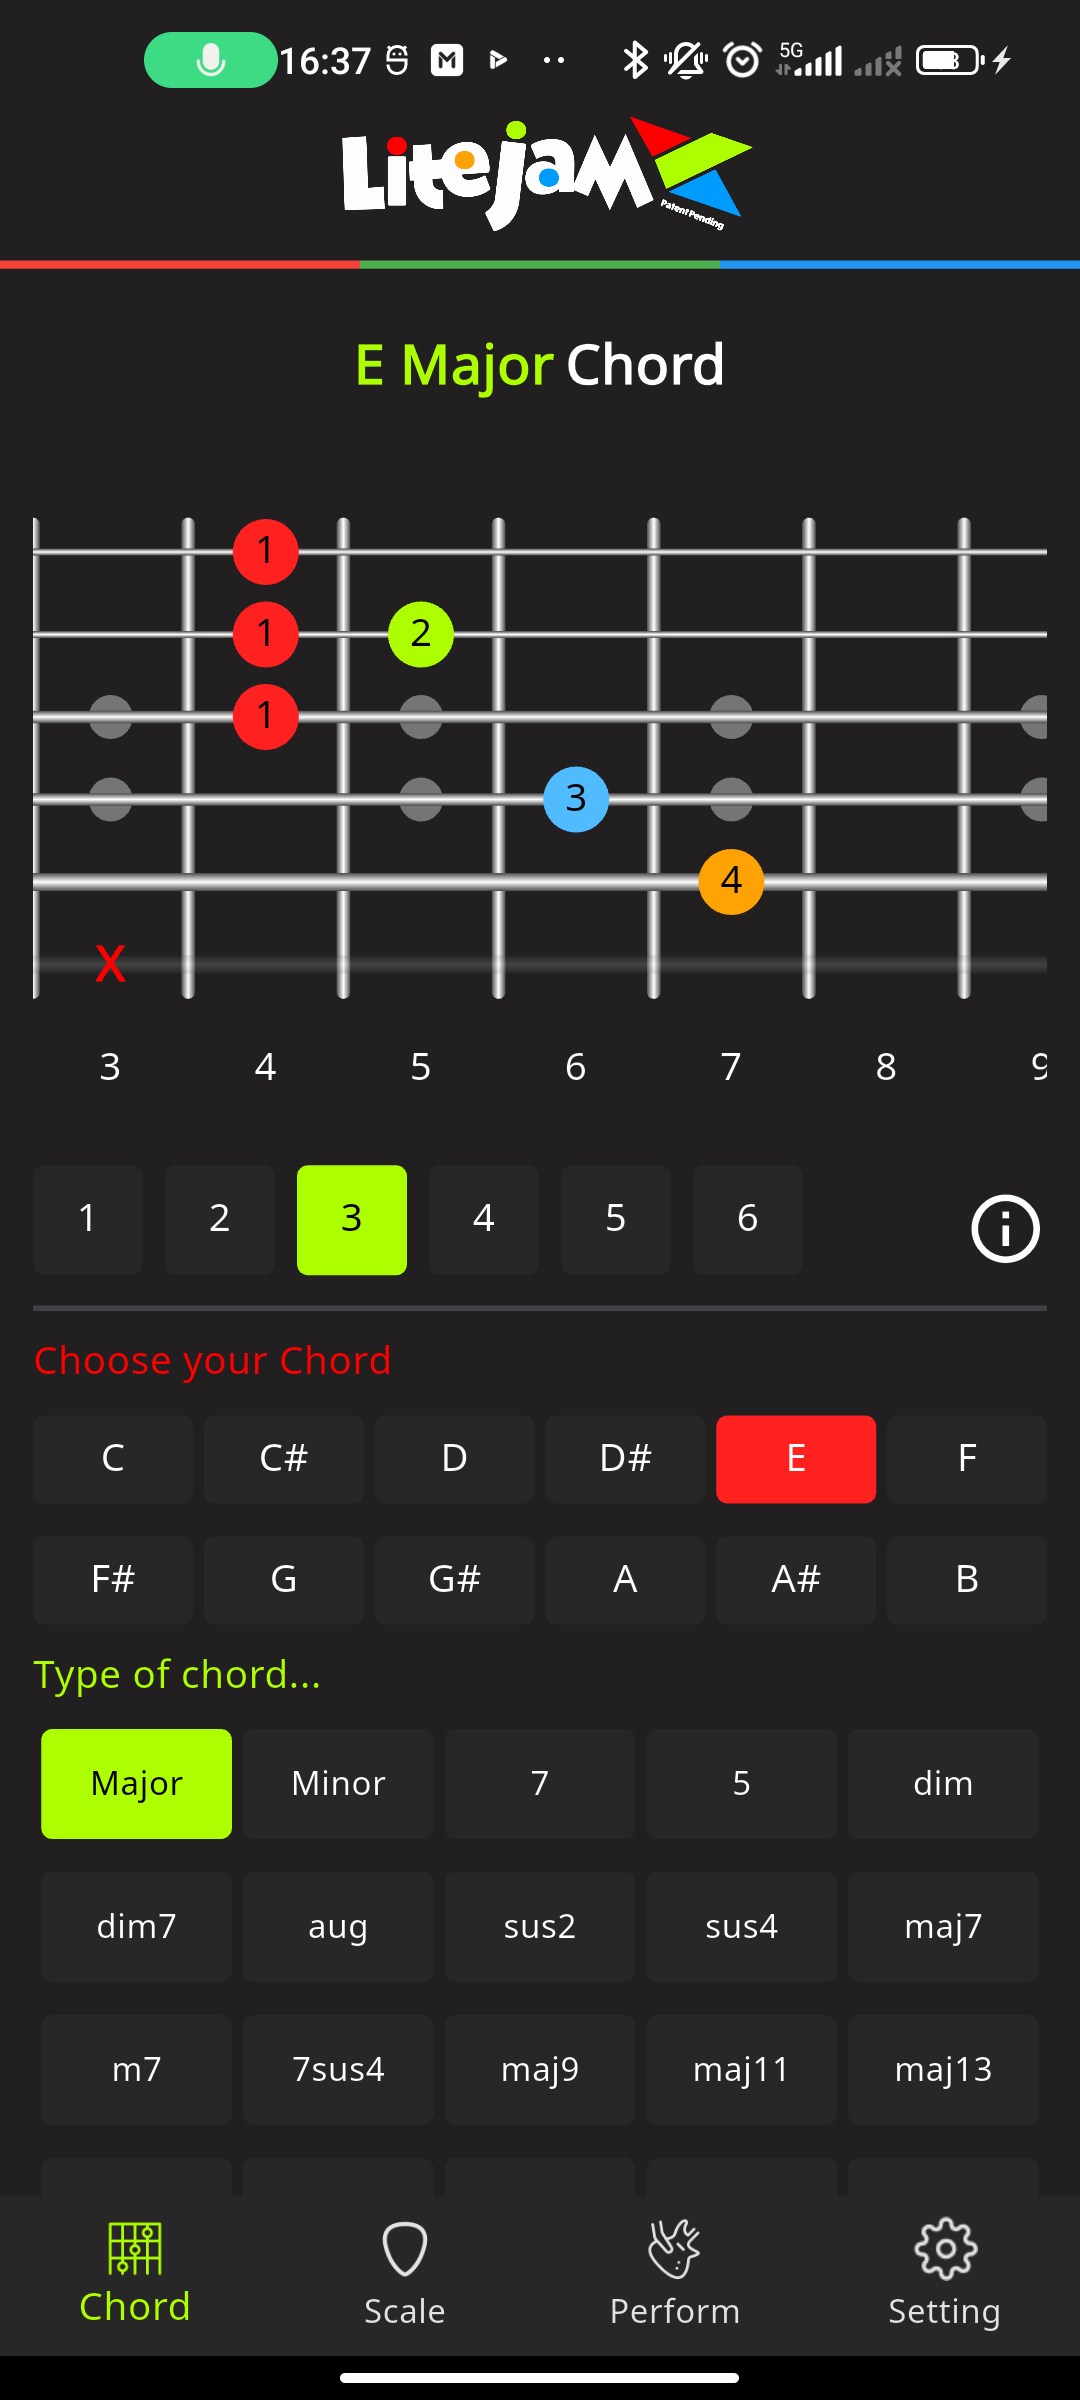 16:37
5G
Litejam
Patent Pending
E Major Chord
1
1 2
1
3
4
X
3 4 5 6 7 8 9
1 2 3 4 5 6
Choose your Chord
C C# D D# E F
F# G G# A A# B
Type of chord...
Major Minor 7 5 dim
dim7 aug sus2 sus4 maj7
m7 7sus4 maj9 maj11 maj13
Chord Scale Perform Setting